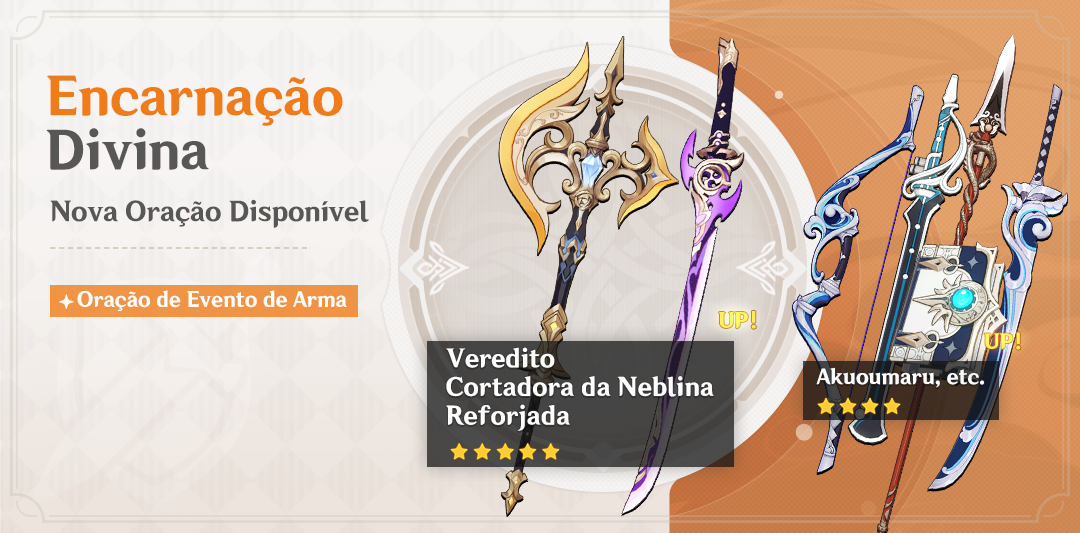 Encarnação
Divina
Nova Oração Disponível
Oração de Evento de Arma
UP!
Veredito
Cortadora da Neblina
Reforjada
UP!
Akuoumaru, etc.